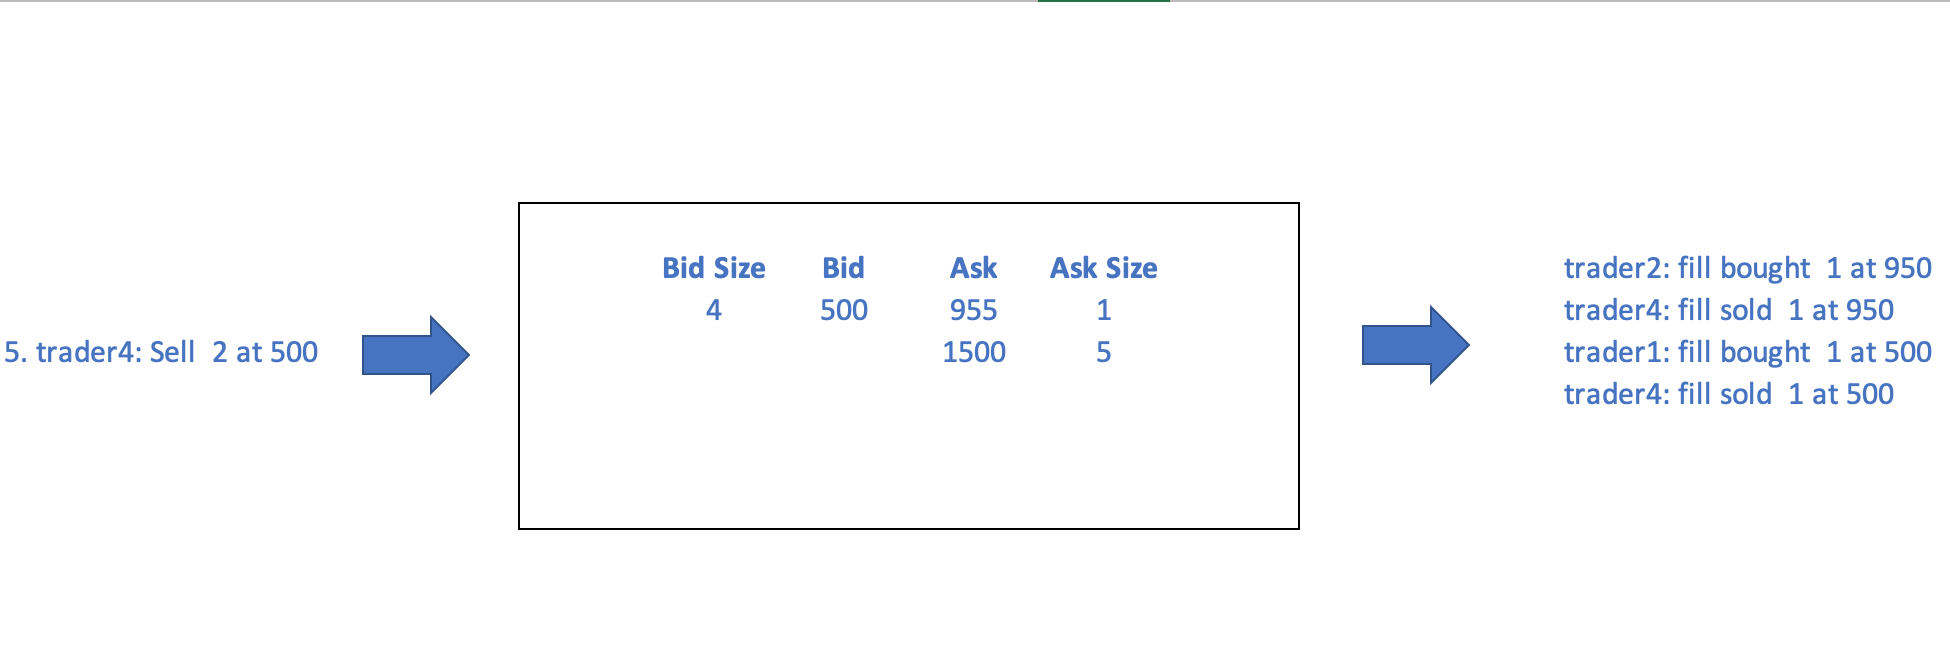 5. trader4: Sell  2 at 500
Bid Size Bid Ask Ask Size
4 500 955 1
1500 5
trader2: fill bought  1 at 950
trader4: fill sold  1 at 950
trader1: fill bought  1 at 500
trader4: fill sold  1 at 500